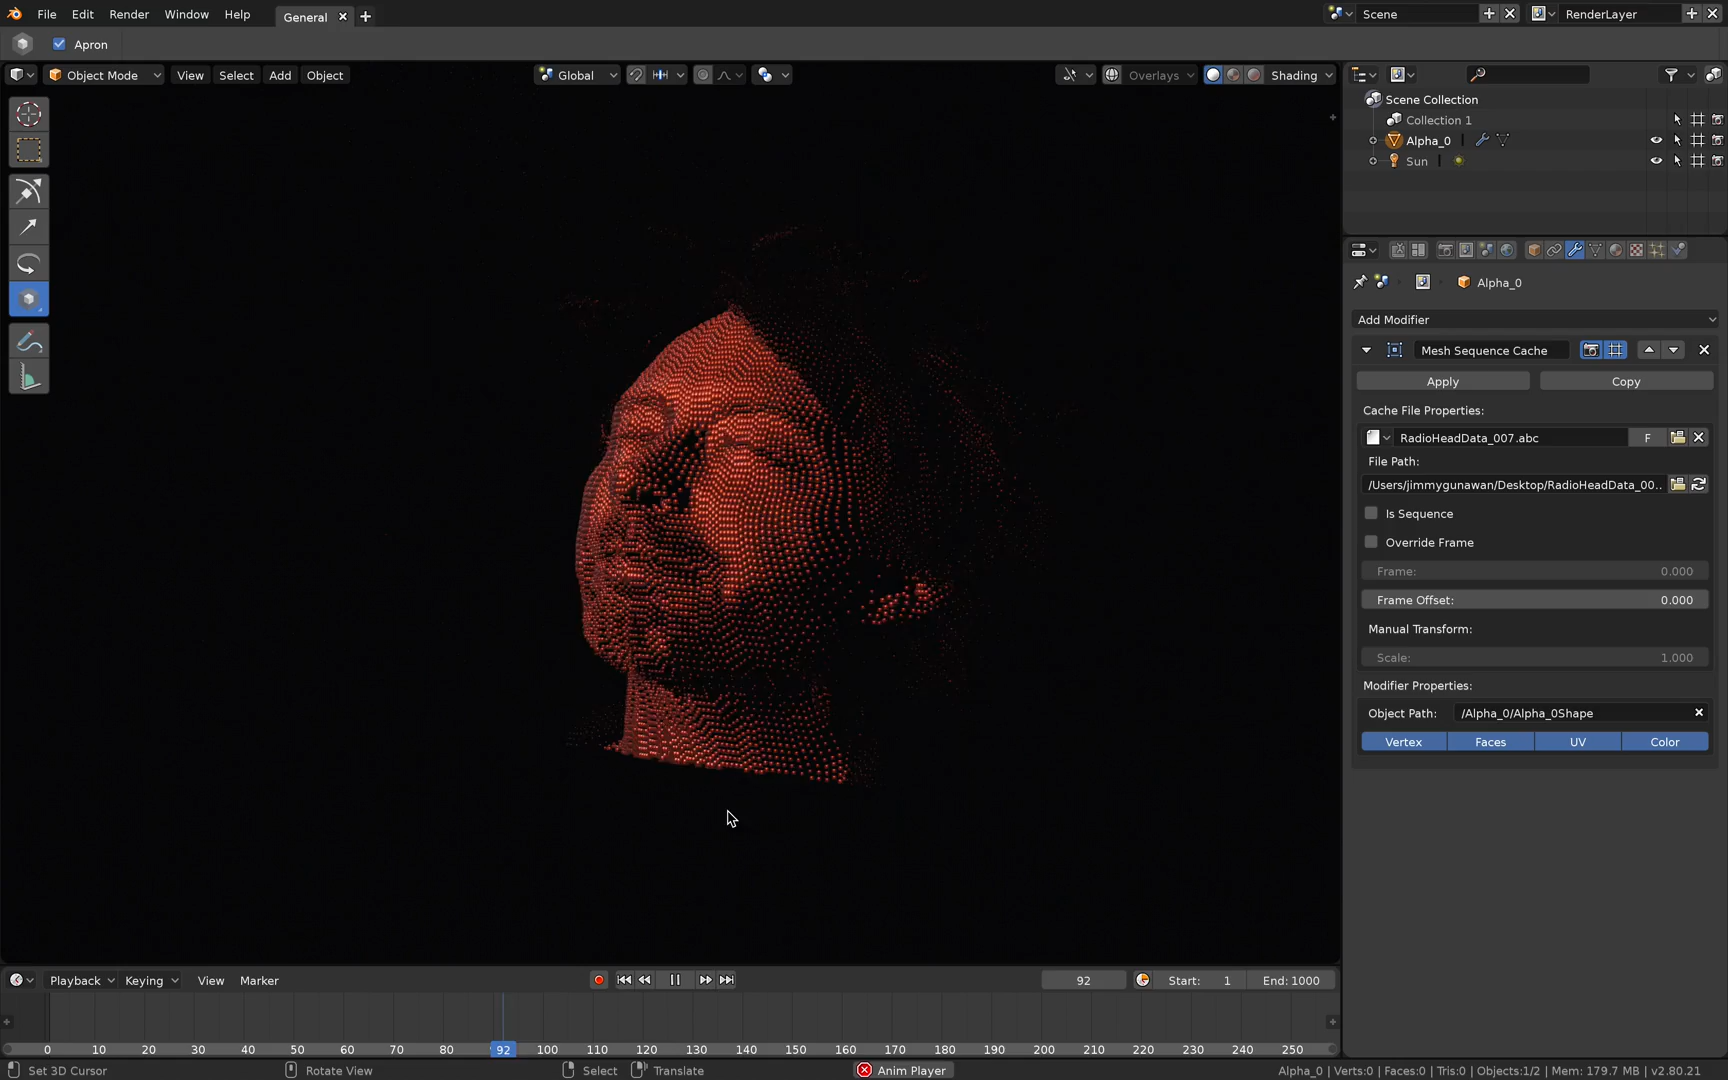 File Edit Render Window Help General Scene RenderLayer
Apron
Object Mode View Select Add Object Global Overlays Shading
Scene Collection
Collection 1
Alpha_0
Sun
Alpha_0
Add Modifier
Mesh Sequence Cache
Apply Copy
Cache File Properties:
RadioHeadData_007.abc F
File Path:
/Users/jimmygunawan/Desktop/RadioHeadData_00..
Is Sequence
Override Frame
Frame: 0.000
Frame Offset: 0.000
Manual Transform:
Scale: 1.000
Modifier Properties:
Object Path: /Alpha_0/Alpha_0Shape
Vertex Faces UV Color
Playback Keying View Marker 92 Start: 1 End: 1000
0 10 20 30 40 50 60 70 80 92 100 110 120 130 140 150 160 170 180 190 200 210 220 230 240 250
Set 3D Cursor Rotate View Select Translate Anim Player Alpha_0 | Verts:0 | Faces:0 | Tris:0 | Objects:1/2 | Mem: 179.7 MB | v2.80.21